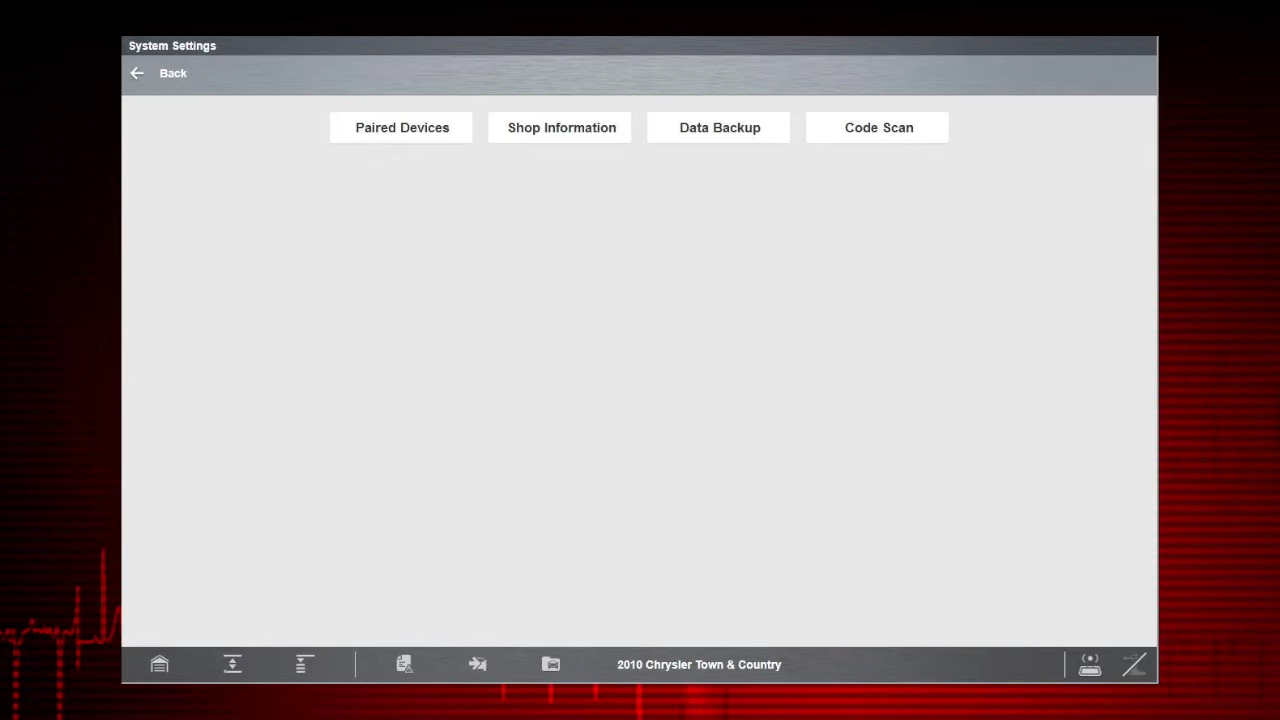 System Settings
Back
Paired Devices
Shop Information
Data Backup
Code Scan
2010 Chrysler Town & Country